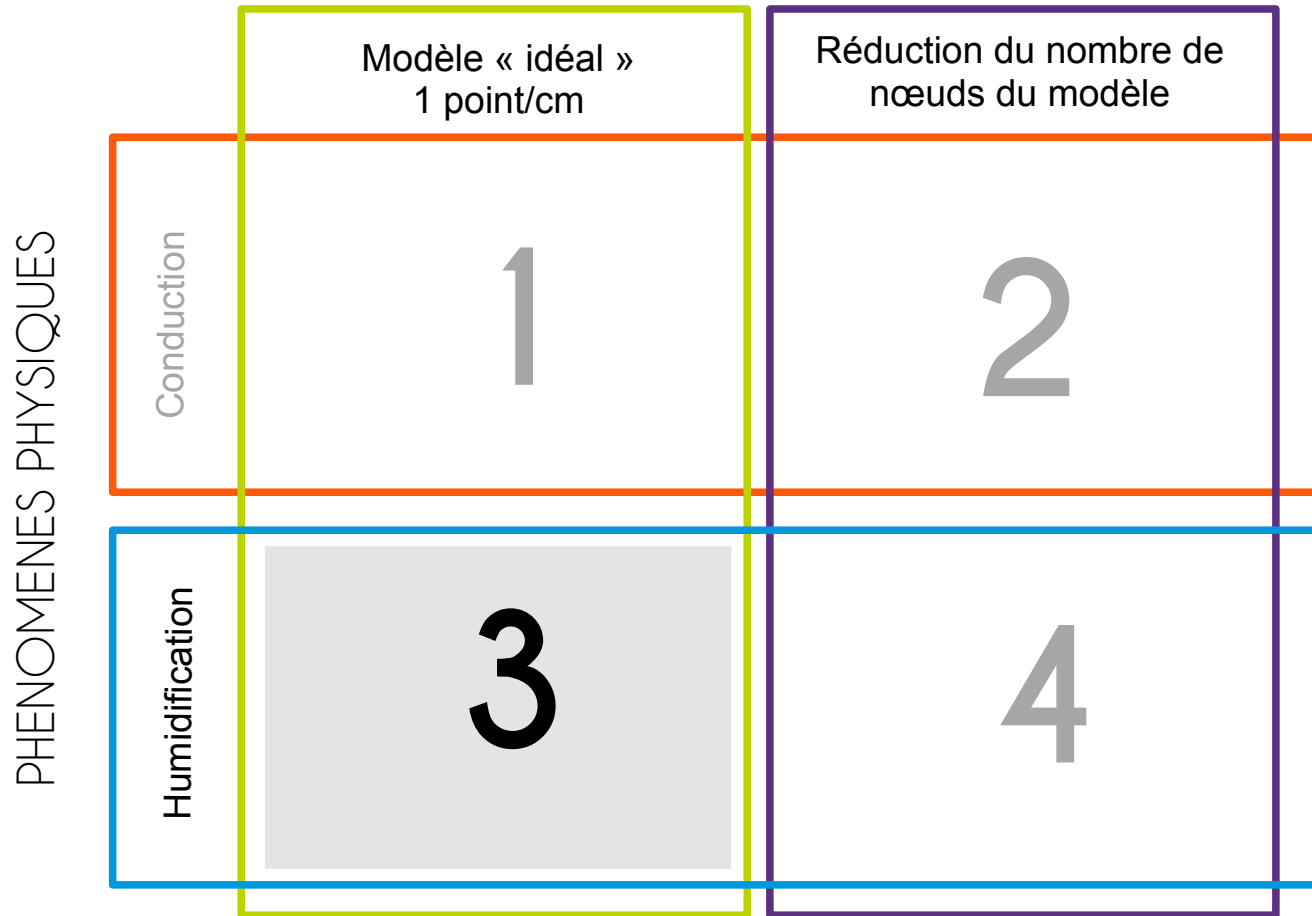 Modèle « idéal »
1 point/cm
Réduction du nombre de
nœuds du modèle
PHENOMENES PHYSIQUES
Conduction
1
2
Humidification
3
4